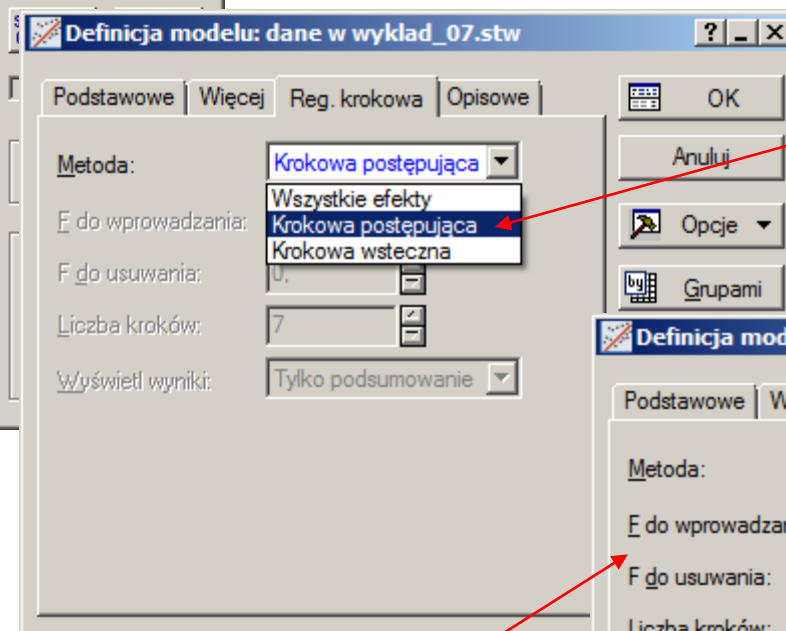 Definicja modelu: dane w wyklad_07.stw
Podstawowe Więcej Reg. krokowa Opisowe
OK
Anuluj
Opcje
Grupami
Metoda: Krokowa postępująca
Wszystkie efekty
Krokowa postępująca
Krokowa wsteczna
F do wprowadzania:
F do usuwania: 0,
Liczba kroków: 7
Wyświetl wyniki: Tylko podsumowanie
Definicja mod
Podstawowe W
Metoda:
F do wprowadzan
F do usuwania:
Liczba kroków: